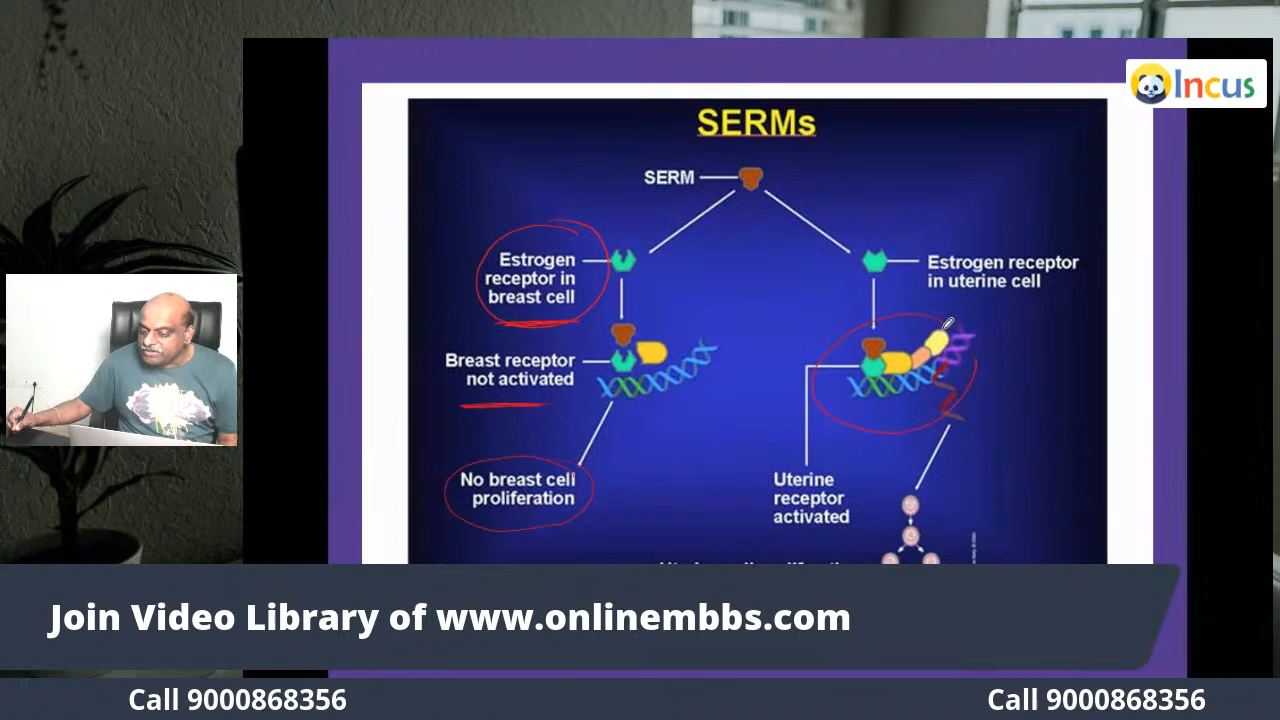 Incus
SERMs
SERM
Estrogen
receptor in
breast cell
Estrogen receptor
in uterine cell
Breast receptor
not activated
No breast cell
proliferation
Uterine
receptor
activated
Join Video Library of www.onlinembbs.com
Call 9000868356
Call 9000868356